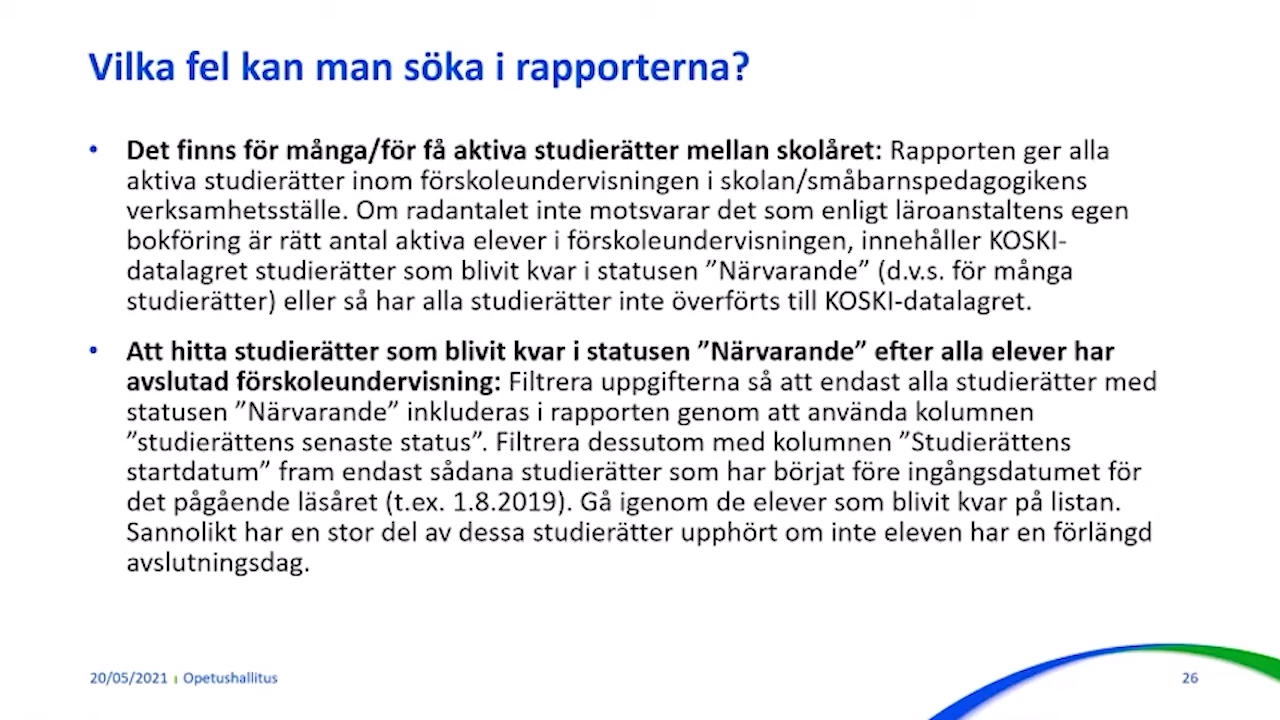 Vilka fel kan man söka i rapporterna?
• Det finns för många/för få aktiva studierätter mellan skolåret: Rapporten ger alla
aktiva studierätter inom förskoleundervisningen i skolan/småbarnspedagogikens
verksamhetsställe. Om radantalet inte motsvarar det som enligt läroanstaltens egen
bokföring är rätt antal aktiva elever i förskoleundervisningen, innehåller KOSKI-
datalagret studierätter som blivit kvar i statusen ”Närvarande” (d.v.s. för många
studierätter) eller så har alla studierätter inte överförts till KOSKI-datalagret.
• Att hitta studierätter som blivit kvar i statusen ”Närvarande” efter alla elever har
avslutad förskoleundervisning: Filtrera uppgifterna så att endast alla studierätter med
statusen ”Närvarande” inkluderas i rapporten genom att använda kolumnen
”studierättens senaste status”. Filtrera dessutom med kolumnen ”Studierättens
startdatum” fram endast sådana studierätter som har börjat före ingångsdatumet för
det pågående läsåret (t.ex. 1.8.2019). Gå igenom de elever som blivit kvar på listan.
Sannolikt har en stor del av dessa studierätter upphört om inte eleven har en förlängd
avslutningsdag.
20/05/2021 | Opetushallitus
26